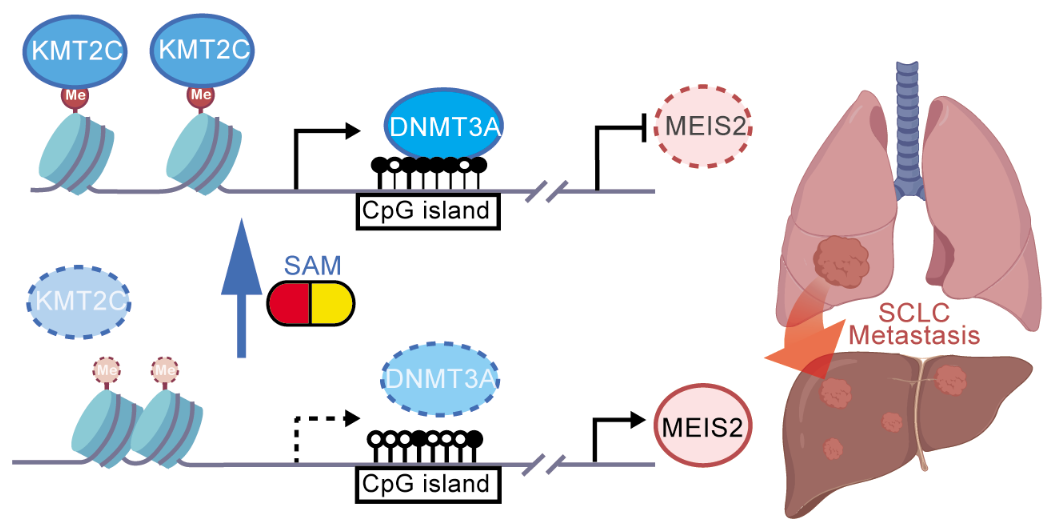 KMT2C
KMT2C
Me
Me
DNMT3A
MEIS2
CpG island
SAM
KMT2C
SCLC
Metastasis
Me
Me
DNMT3A
MEIS2
CpG island